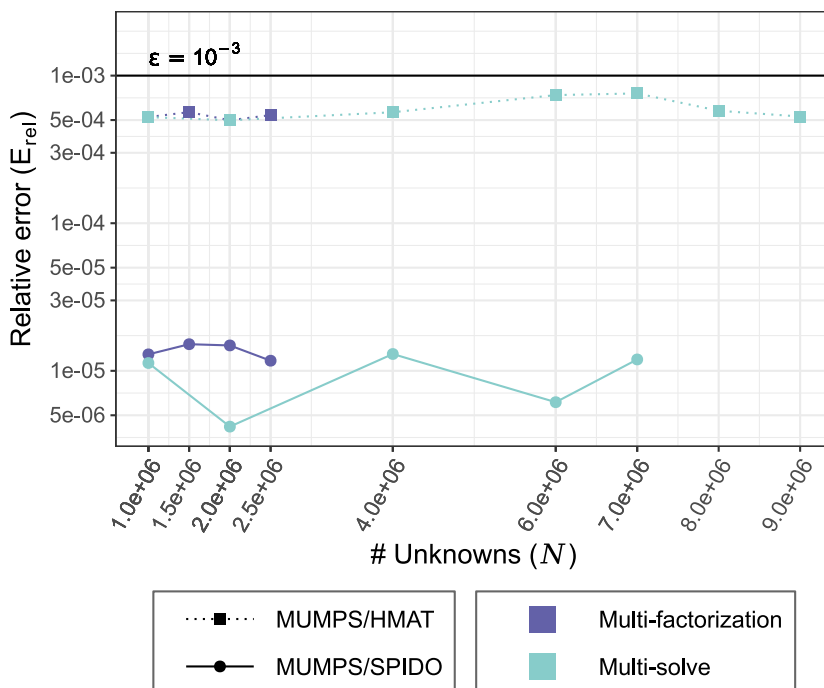 ε = 10⁻³
1e-03
5e-04
3e-04
1e-04
5e-05
3e-05
1e-05
5e-06
Relative error (E_rel)
1.0e+06
1.5e+06
2.0e+06
2.5e+06
4.0e+06
6.0e+06
7.0e+06
8.0e+06
9.0e+06
# Unknowns (N)
MUMPS/HMAT
MUMPS/SPIDO
Multi-factorization
Multi-solve